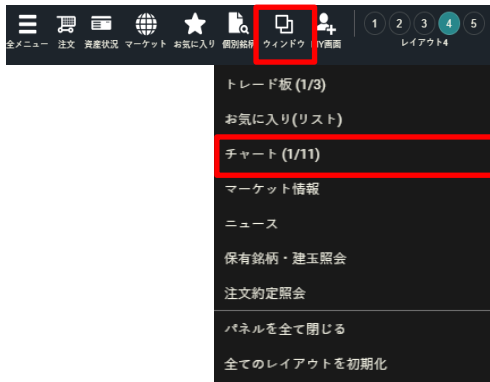 1 2 3 4 5
全メニュー 注文 資産状況 マーケット お気に入り 個別銘柄 ウィンドウ MY画面 レイアウト4
トレード板 (1/3)
お気に入り(リスト)
チャート (1/11)
マーケット情報
ニュース
保有銘柄・建玉照会
注文約定照会
パネルを全て閉じる
全てのレイアウトを初期化